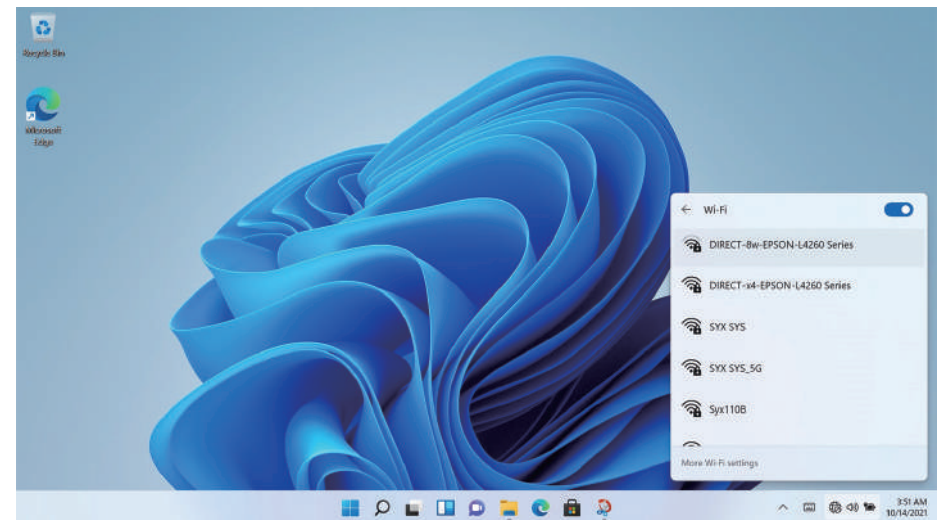 Recycle Bin
Microsoft
Edge
Wi-Fi
DIRECT-8w-EPSON-L4260 Series
DIRECT-x4-EPSON-L4260 Series
SYX SYS
SYX SYS_5G
Syx110B
More Wi-Fi settings
3:51 AM
10/14/2021